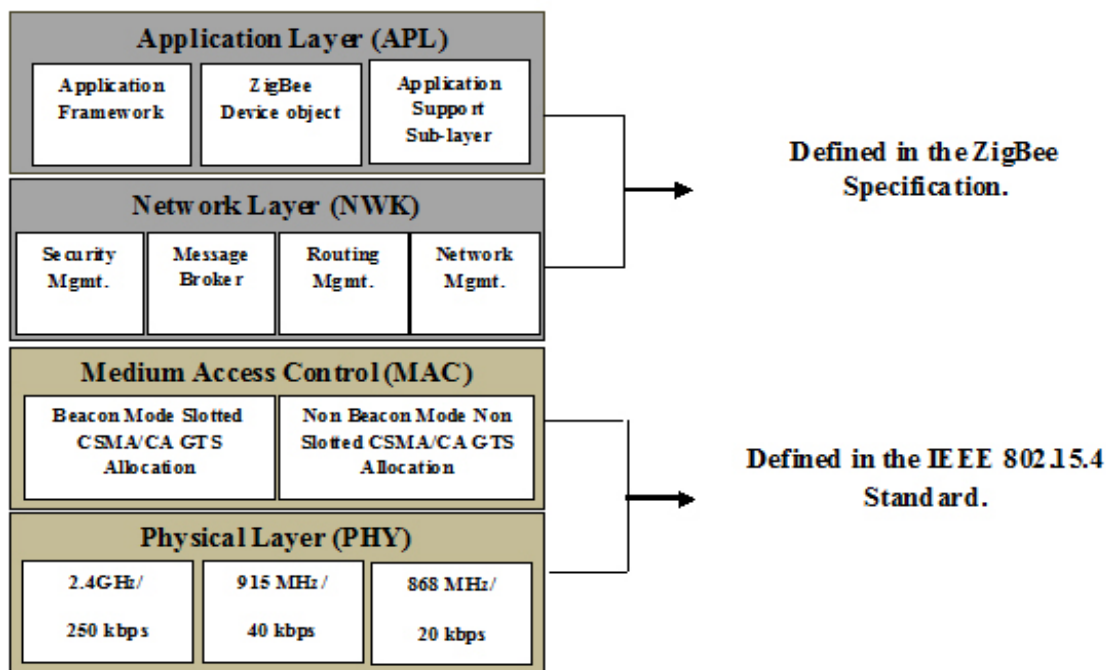 Application Layer (APL)
Application
Framework
ZigBee
Device object
Application
Support
Sub-layer
Defined in the ZigBee
Specification.
Network Layer (NWK)
Security
Mgmt.
Message
Broker
Routing
Mgmt.
Network
Mgmt.
Medium Access Control (MAC)
Beacon Mode Slotted
CSMA/CA GTS
Allocation
Non Beacon Mode Non
Slotted CSMA/CA GTS
Allocation
Defined in the IEEE 802.15.4
Standard.
Physical Layer (PHY)
2.4GHz/
250 kbps
915 MHz/
40 kbps
868 MHz/
20 kbps